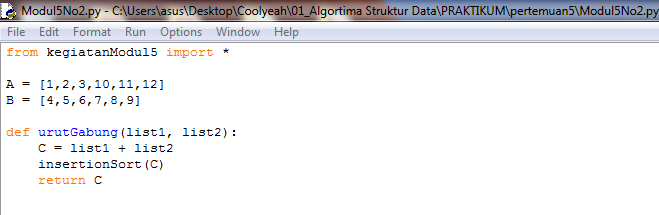 Modul5No2.py - C:\Users\asus\Desktop\Coolyeah\01_Algortima Struktur Data\PRAKTIKUM\pertemuan5\Modul5No2.py
File Edit Format Run Options Windows Help
from kegiatanModul5 import *
A = [1,2,3,10,11,12]
B = [4,5,6,7,8,9]
def urutGabung(list1, list2):
    C = list1 + list2
    insertionSort(C)
    return C